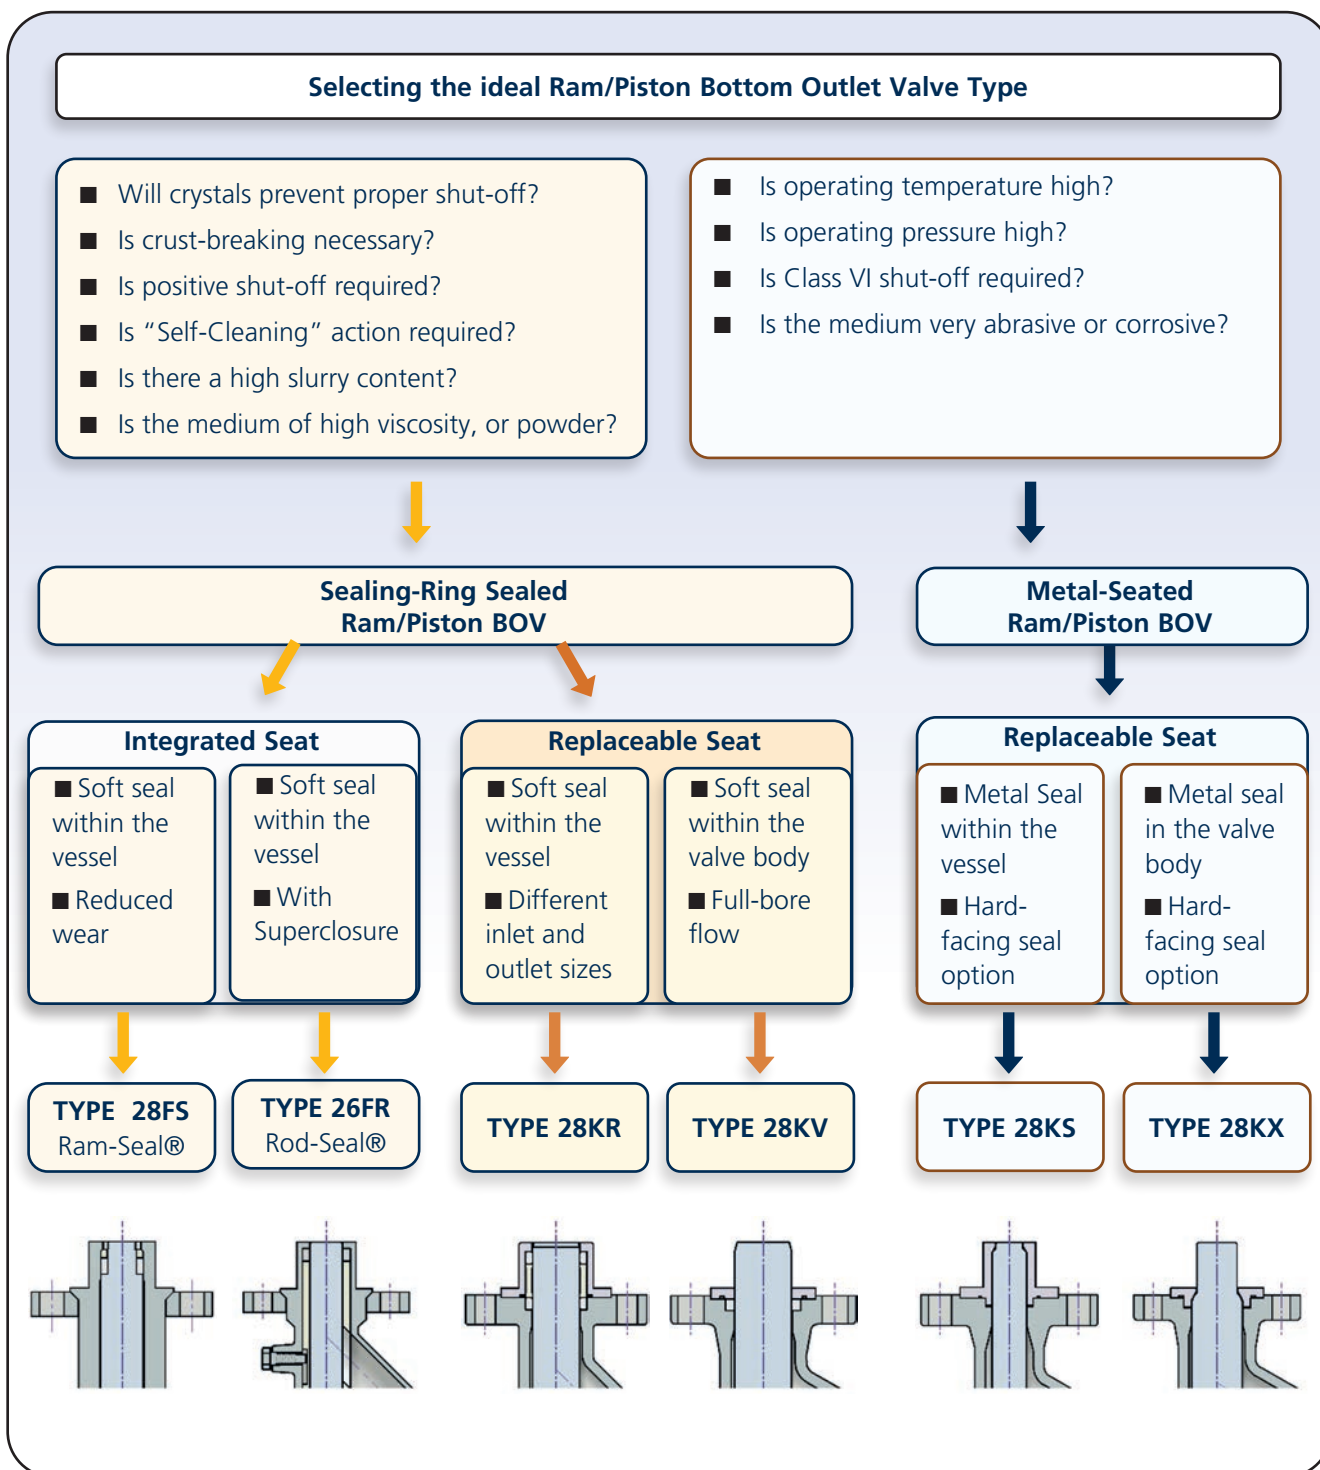 Selecting the ideal Ram/Piston Bottom Outlet Valve Type
■ Will crystals prevent proper shut-off?
■ Is crust-breaking necessary?
■ Is positive shut-off required?
■ Is “Self-Cleaning” action required?
■ Is there a high slurry content?
■ Is the medium of high viscosity, or powder?
■ Is operating temperature high?
■ Is operating pressure high?
■ Is Class VI shut-off required?
■ Is the medium very abrasive or corrosive?
Sealing-Ring Sealed
Ram/Piston BOV
Metal-Seated
Ram/Piston BOV
Integrated Seat
■ Soft seal
within the
vessel
■ Reduced
wear
■ Soft seal
within the
vessel
■ With
Superclosure
Replaceable Seat
■ Soft seal
within the
vessel
■ Different
inlet and
outlet sizes
■ Soft seal
within the
valve body
■ Full-bore
flow
Replaceable Seat
■ Metal Seal
within the
vessel
■ Hard-
facing seal
option
■ Metal seal
in the valve
body
■ Hard-
facing seal
option
TYPE 28FS
Ram-Seal®
TYPE 26FR
Rod-Seal®
TYPE 28KR
TYPE 28KV
TYPE 28KS
TYPE 28KX